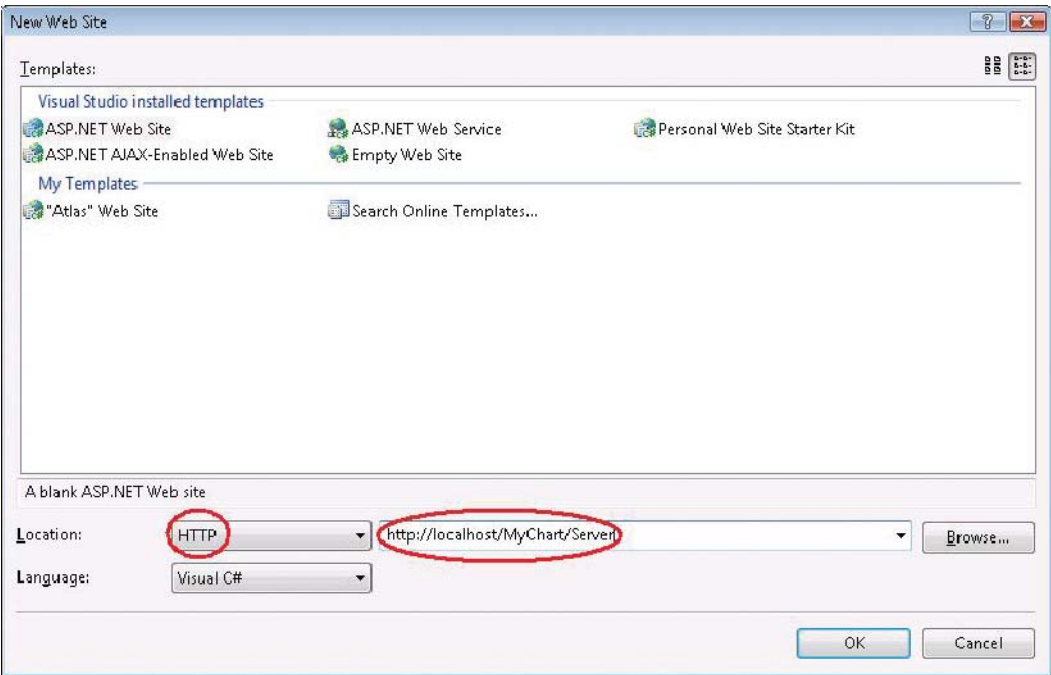 New Web Site
Templates:
Visual Studio installed templates
ASP.NET Web Site
ASP.NET Web Service
Personal Web Site Starter Kit
ASP.NET AJAX-Enabled Web Site
Empty Web Site
My Templates
"Atlas" Web Site
Search Online Templates...
A blank ASP.NET Web site
Location:
HTTP
http://localhost/MyChart/Server
Browse...
Language:
Visual C#
OK
Cancel